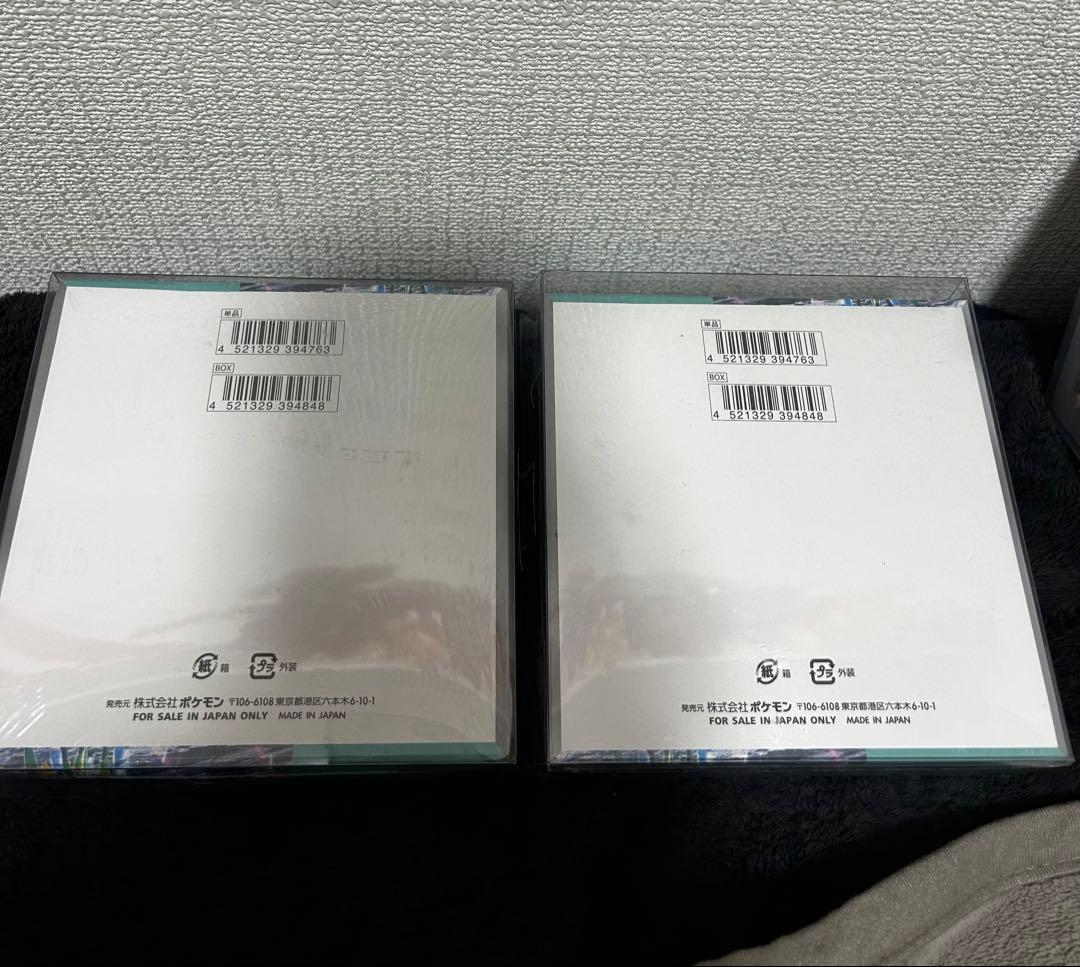 単品
4 521329 394763
BOX
4 521329 394848
紙 箱 プラ 外装
発売元 株式会社ポケモン 〒106-6108 東京都港区六本木6-10-1
FOR SALE IN JAPAN ONLY MADE IN JAPAN
単品
4 521329 394763
BOX
4 521329 394848
紙 箱 プラ 外装
発売元 株式会社ポケモン 〒106-6108 東京都港区六本木6-10-1
FOR SALE IN JAPAN ONLY MADE IN JAPAN